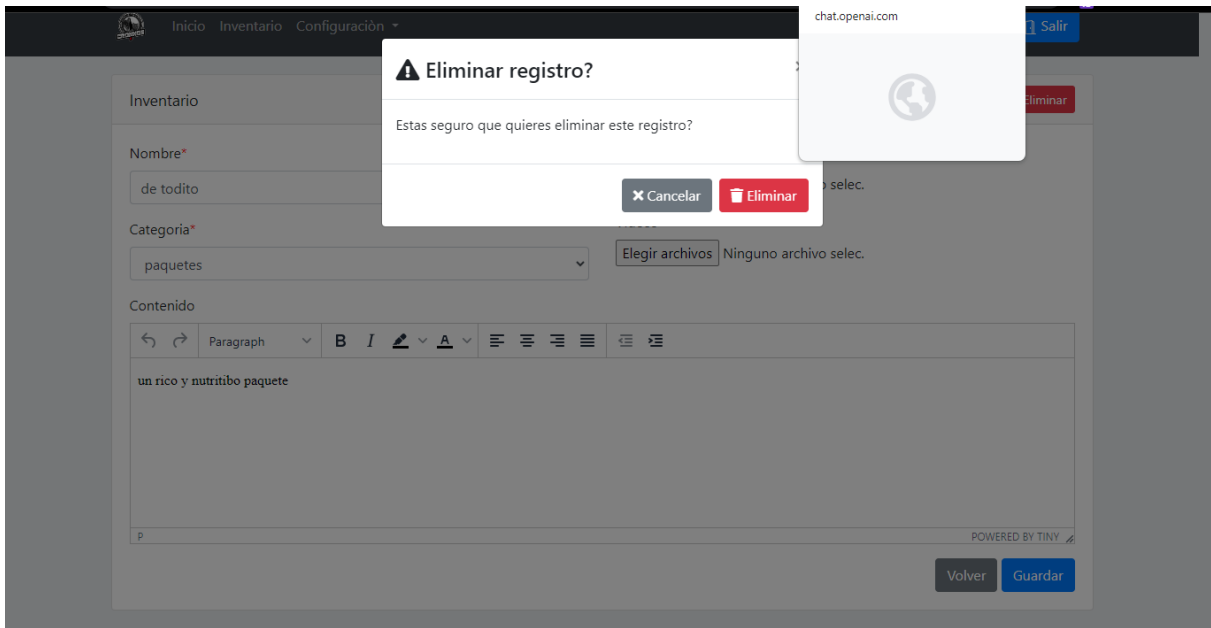 chat.openai.com
Inicio Inventario Configuraciòn
Salir
Eliminar registro?
Inventario
Eliminar
Estas seguro que quieres eliminar este registro?
Nombre*
de todito
selec.
Cancelar Eliminar
Categoria*
paquetes
Elegir archivos Ninguno archivo selec.
Contenido
Paragraph B I A
un rico y nutritibo paquete
P
POWERED BY TINY
Volver Guardar